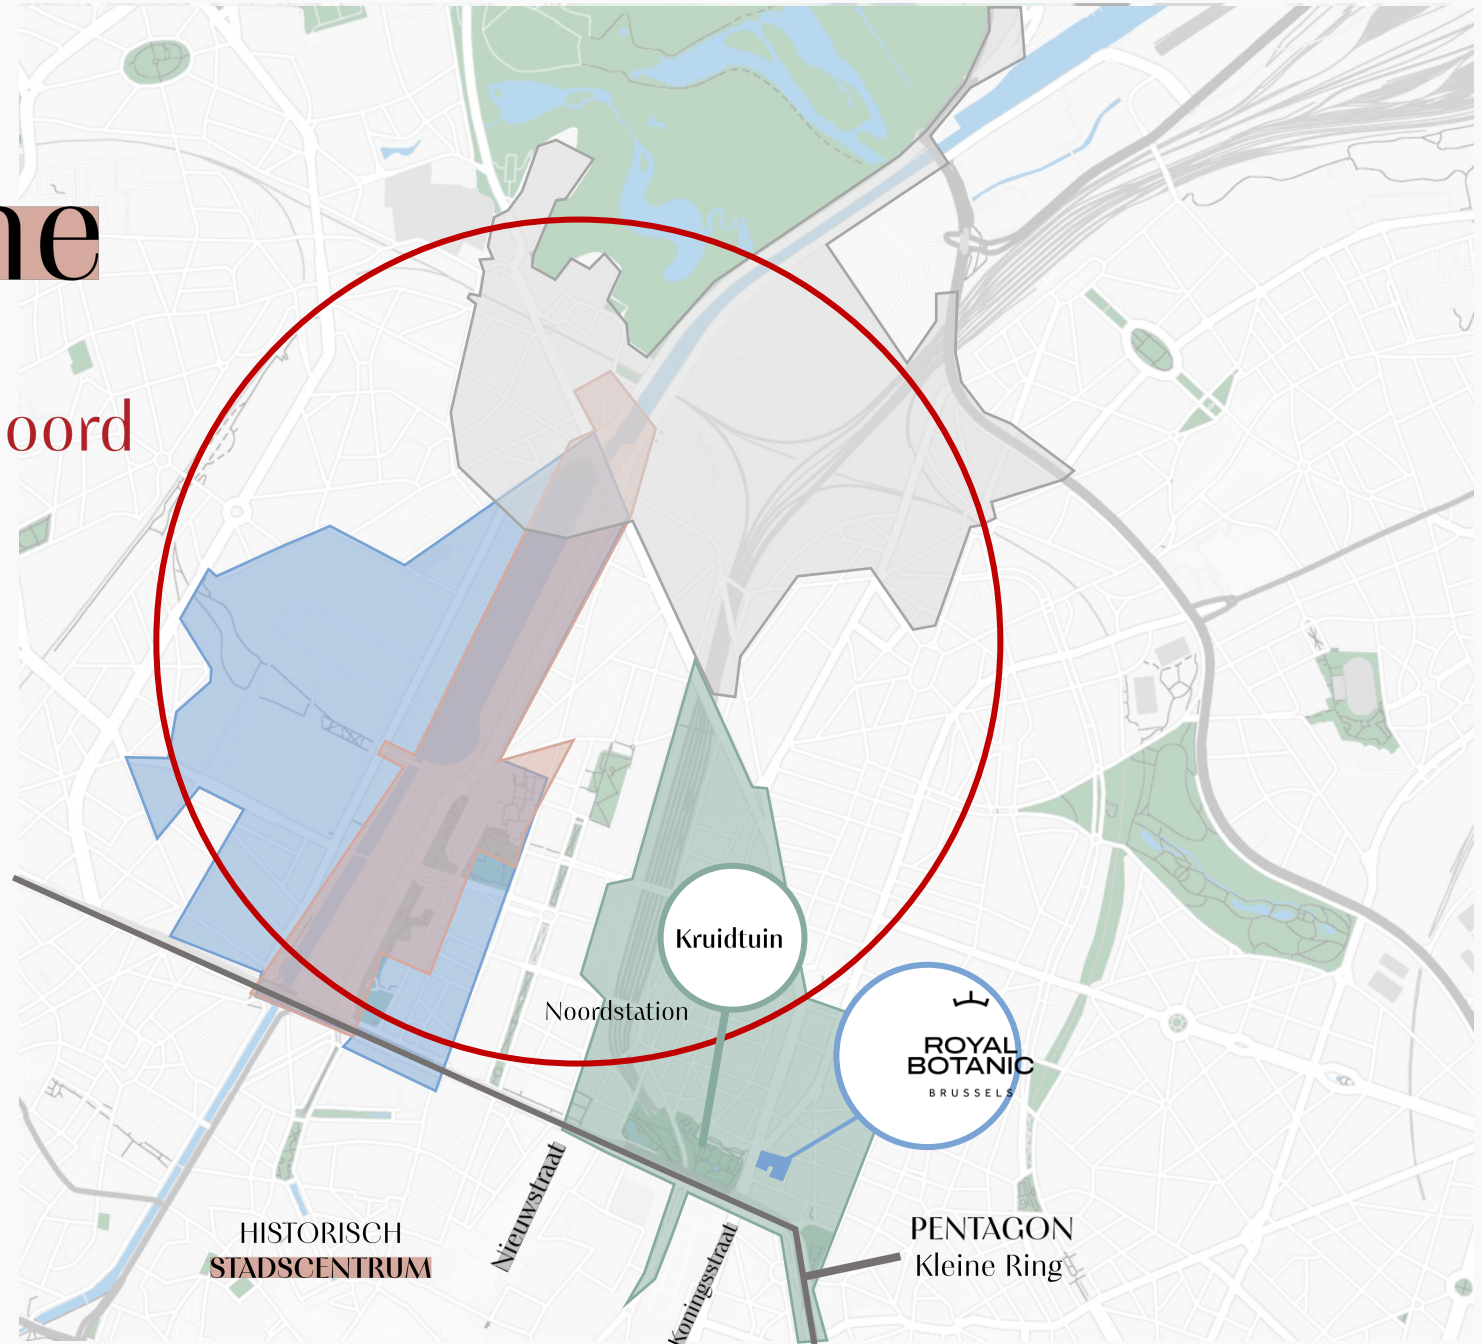 ne
oord
Kruidtuin
Noordstation
ROYAL
BOTANIC
BRUSSELS
Nieuwstraat
Koningsstraat
HISTORISCH
STADSCENTRUM
PENTAGON
Kleine Ring